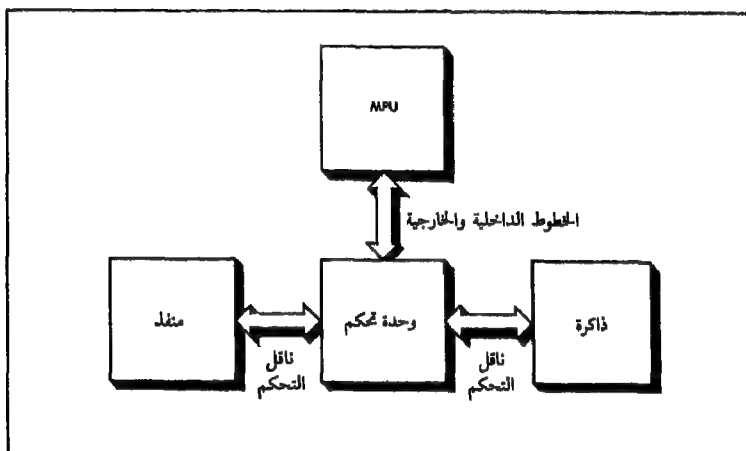 MPU
الخطوط الداخلية والخارجية
منفذ
وحدة تحكم
ذاكرة
ناقل
التحكم
ناقل
التحكم